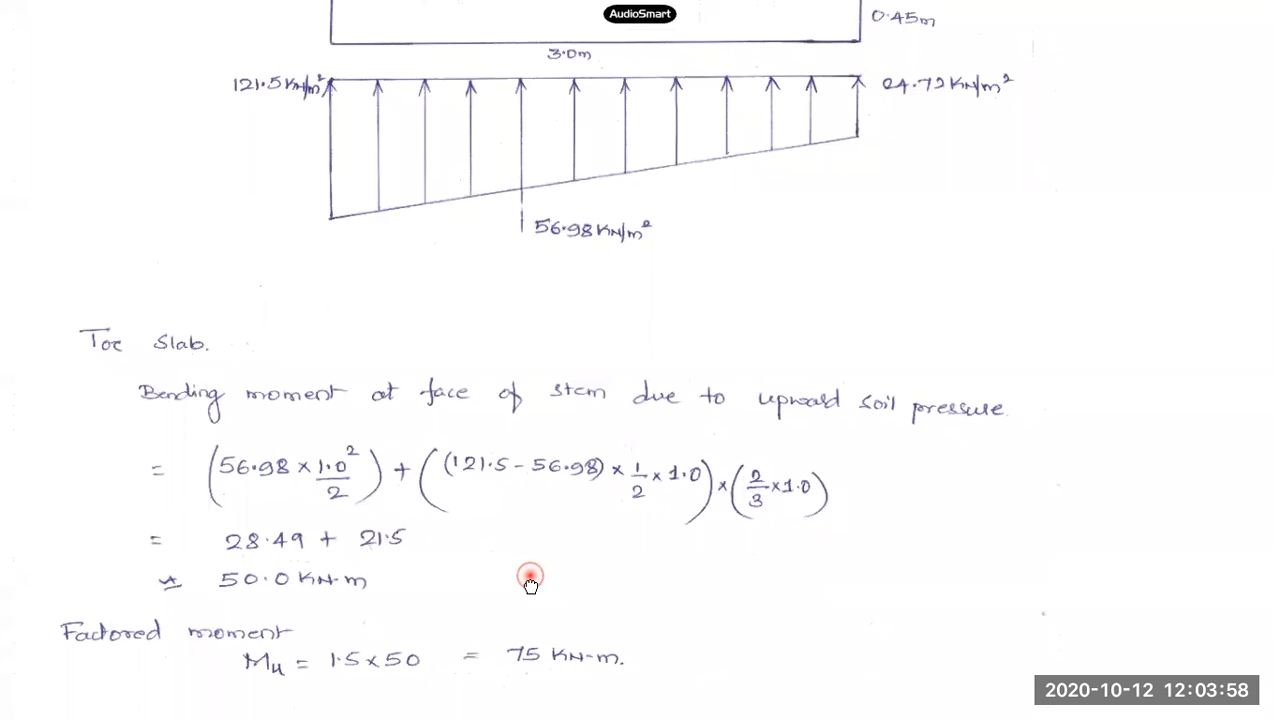 AudioSmart
0.45m
3.0m
121.5 KN/m² 24.72 KN/m²
56.98 KN/m²
Toe Slab.
Bending moment at face of stem due to upward soil pressure
= (56.98 × 1.0²/2) + ((121.5 - 56.98) × 1/2 × 1.0) × (2/3 × 1.0)
= 28.49 + 21.5
≃ 50.0 KN-m
Factored moment
Mu = 1.5 × 50 = 75 KN-m.
2020-10-12 12:03:58